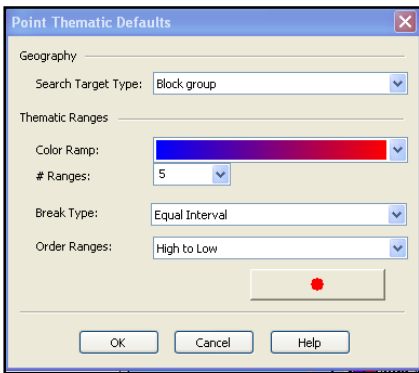 Point Thematic Defaults
Geography
Search Target Type: Block group
Thematic Ranges
Color Ramp:
# Ranges: 5
Break Type: Equal Interval
Order Ranges: High to Low
OK Cancel Help